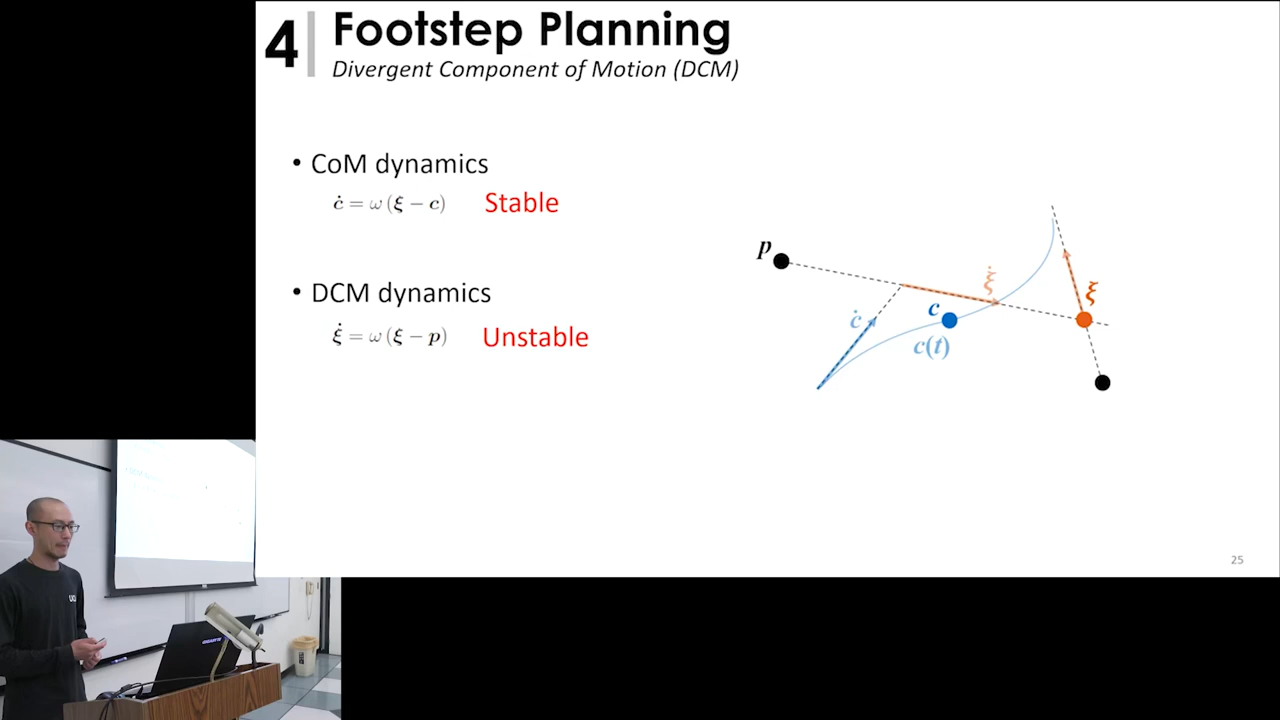 4
Footstep Planning
Divergent Component of Motion (DCM)
• CoM dynamics
ċ = ω (ξ − c) Stable
• DCM dynamics
ξ̇ = ω (ξ − p) Unstable
p
ξ̇
ξ
ċ
c
c(t)
25